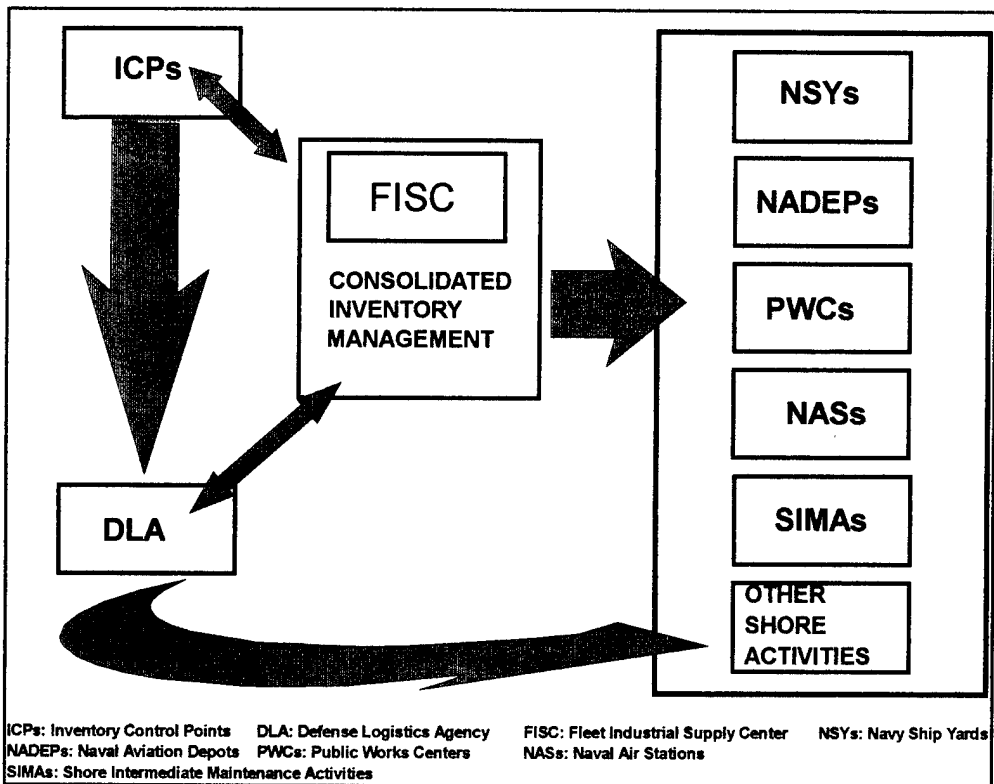 ICPs
FISC
CONSOLIDATED
INVENTORY
MANAGEMENT
DLA
NSYs
NADEPs
PWCs
NASs
SIMAs
OTHER
SHORE
ACTIVITIES
ICPs: Inventory Control Points DLA: Defense Logistics Agency FISC: Fleet Industrial Supply Center NSYs: Navy Ship Yards
NADEPs: Naval Aviation Depots PWCs: Public Works Centers NASs: Naval Air Stations
SIMAs: Shore Intermediate Maintenance Activities